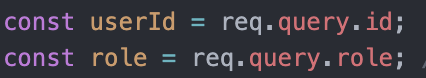 const userId = req.query.id;
const role = req.query.role;